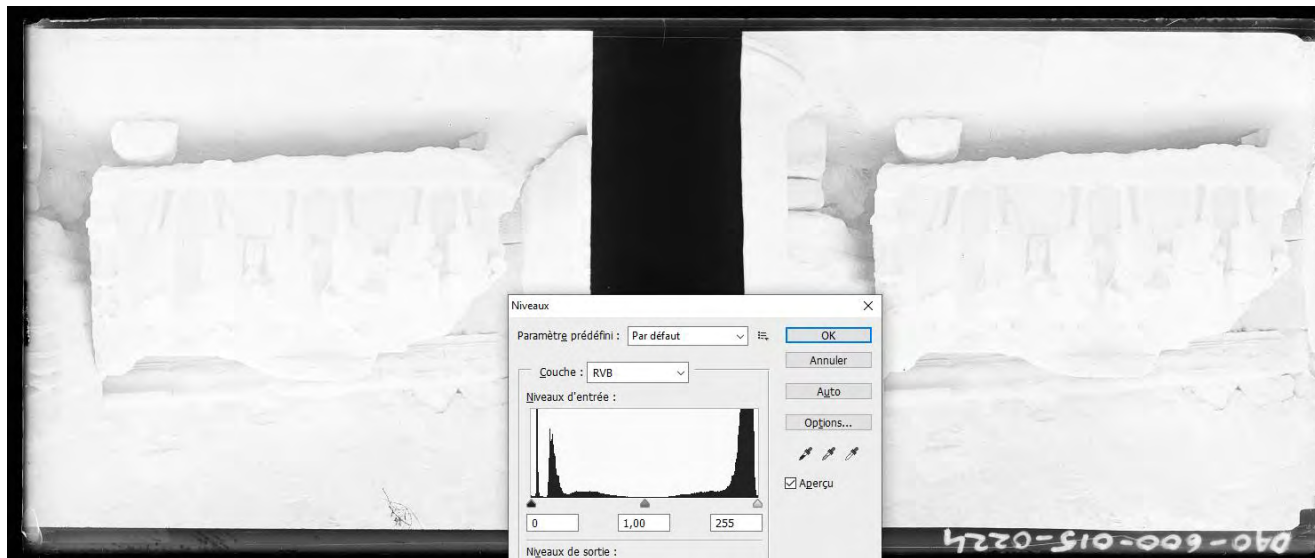 Niveaux
Paramètre prédéfini : Par défaut
OK
Annuler
Couche : RVB
Auto
Niveaux d'entrée :
Options...
Aperçu
0 1,00 255
Niveaux de sortie :
DAO-600-015-0224